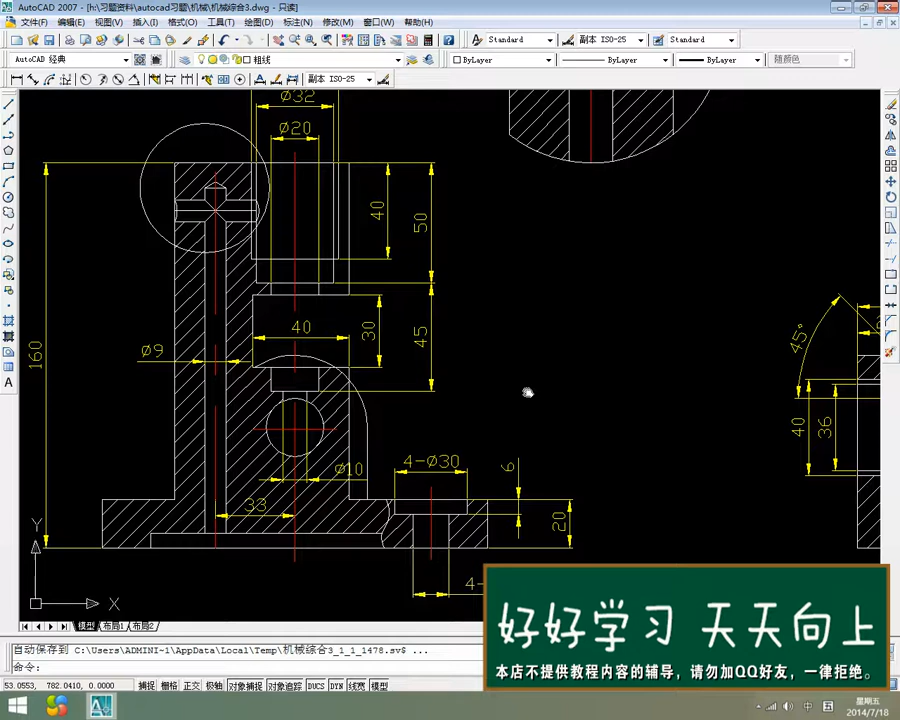 AutoCAD 2007 - [h:\习题资料\autocad习题\机械\机械综合3.dwg - 只读]
文件(F) 编辑(E) 视图(V) 插入(I) 格式(O) 工具(T) 绘图(D) 标注(N) 修改(M) 窗口(W) 帮助(H)
Standard 副本 ISO-25 Standard
AutoCAD 经典 粗线 ByLayer ByLayer ByLayer 随颜色
副本 ISO-25
Ø32
Ø20
40
50
45°
40
30
45
Ø9
160
40
36
4-Ø30
6
Ø10
33
20
4-
Y
X
模型 布局1 布局2
好好学习 天天向上
本店不提供教程内容的辅导，请勿加QQ好友，一律拒绝。
自动保存到 C:\Users\ADMINI~1\AppData\Local\Temp\机械综合3_1_1_1478.sv$ ...
命令:
53.0553, 782.0410, 0.0000 捕捉 栅格 正交 极轴 对象捕捉 对象追踪 DUCS DYN 线宽 模型
中 五
星期五
2014/7/18